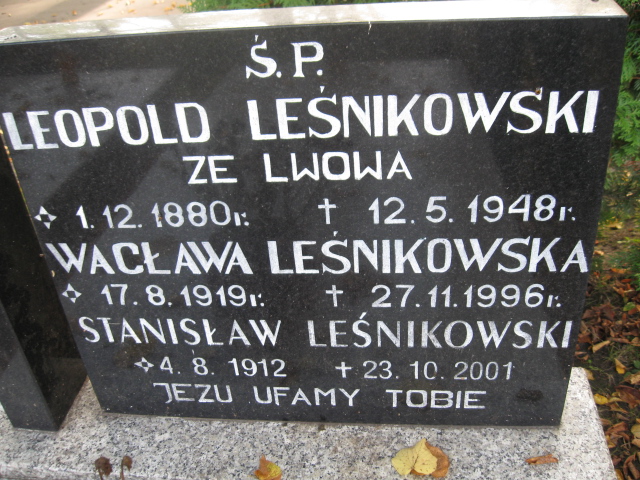 Ś.P.
LEOPOLD LEŚNIKOWSKI
ZE LWOWA
1.12.1880r. † 12.5.1948r.
WACŁAWA LEŚNIKOWSKA
17.8.1919r. † 27.11.1996r.
STANISŁAW LEŚNIKOWSKI
4.8.1912 † 23.10.2001
JEZU UFAMY TOBIE